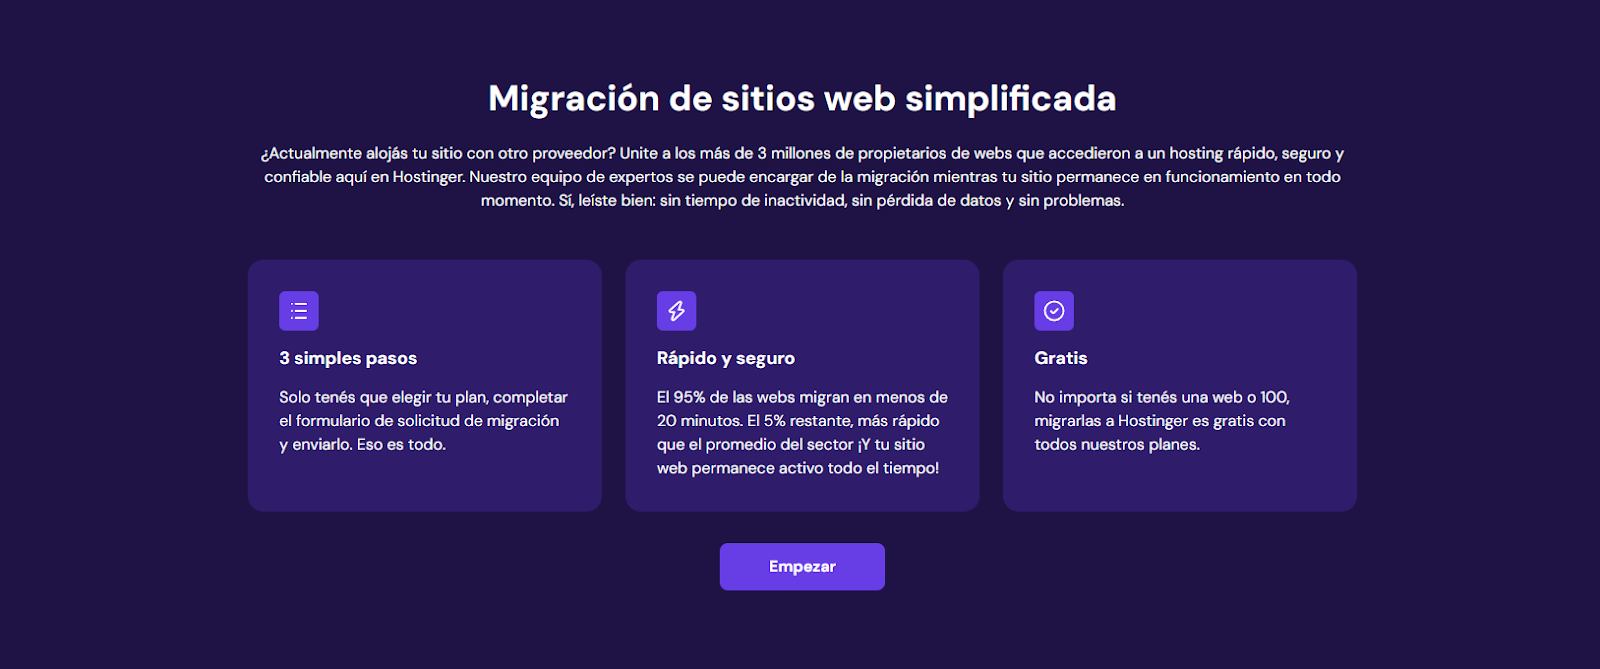 Migración de sitios web simplificada
¿Actualmente alojás tu sitio con otro proveedor? Unite a los más de 3 millones de propietarios de webs que accedieron a un hosting rápido, seguro y
confiable aquí en Hostinger. Nuestro equipo de expertos se puede encargar de la migración mientras tu sitio permanece en funcionamiento en todo
momento. Sí, leíste bien: sin tiempo de inactividad, sin pérdida de datos y sin problemas.
3 simples pasos
Solo tenés que elegir tu plan, completar
el formulario de solicitud de migración
y enviarlo. Eso es todo.
Rápido y seguro
El 95% de las webs migran en menos de
20 minutos. El 5% restante, más rápido
que el promedio del sector ¡Y tu sitio
web permanece activo todo el tiempo!
Gratis
No importa si tenés una web o 100,
migrarlas a Hostinger es gratis con
todos nuestros planes.
Empezar